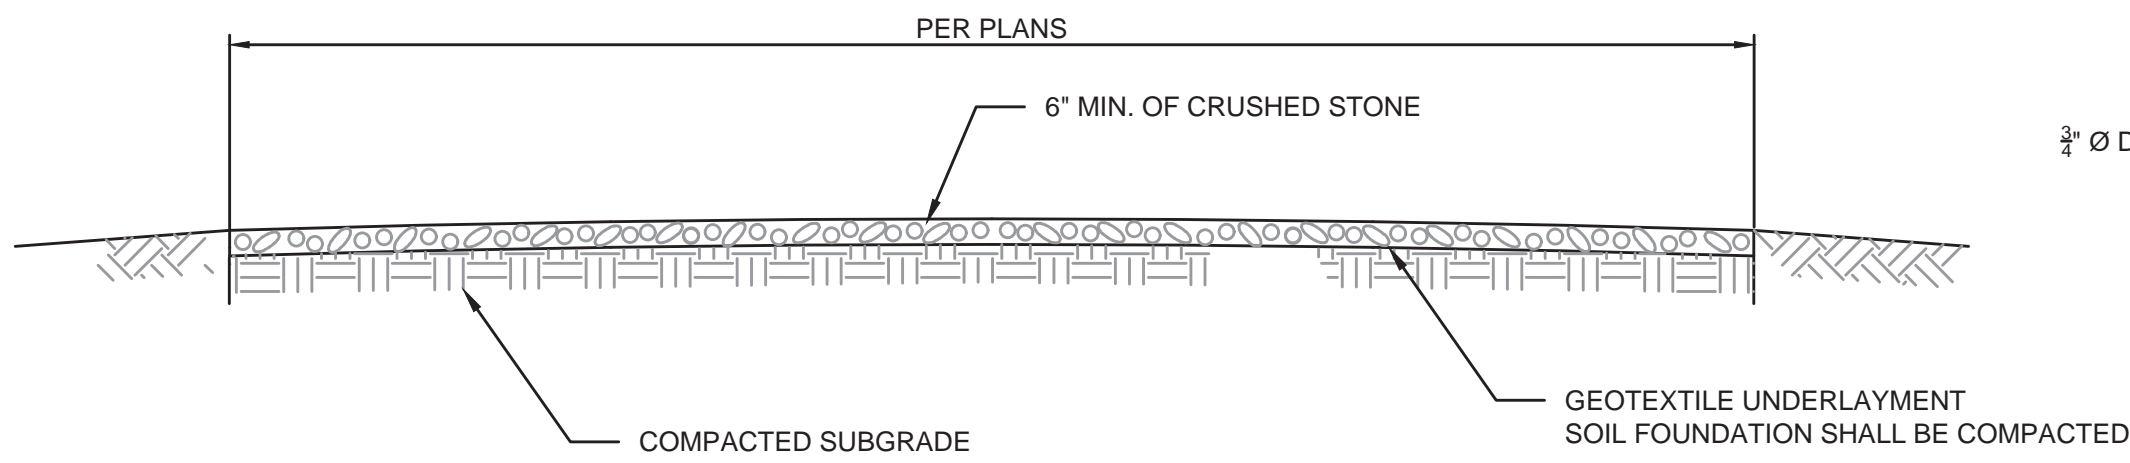 PER PLANS
6" MIN. OF CRUSHED STONE
3/4" Ø D
GEOTEXTILE UNDERLAYMENT
SOIL FOUNDATION SHALL BE COMPACTED
COMPACTED SUBGRADE